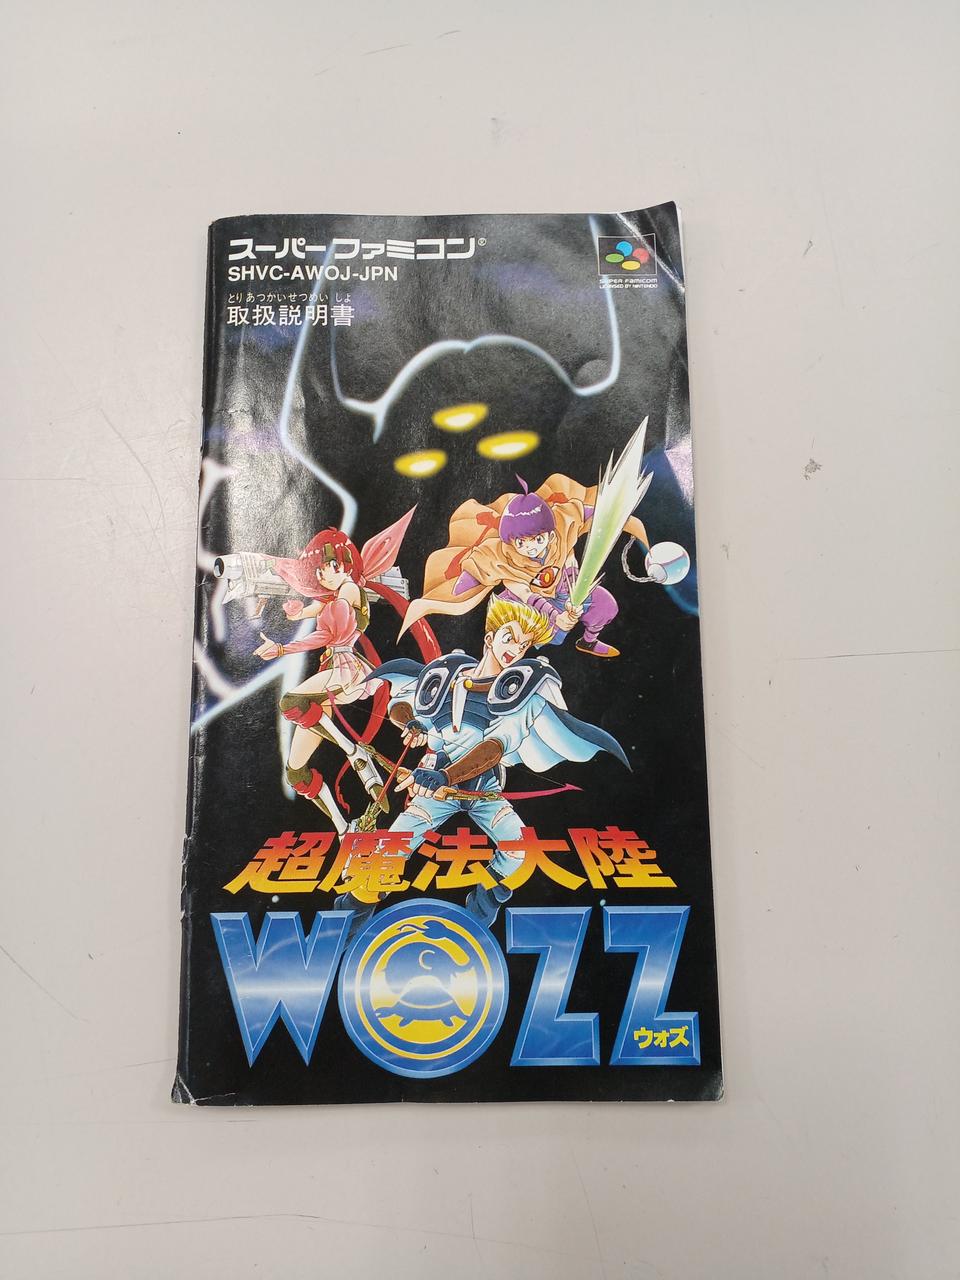 スーパーファミコン®
SHVC-AWOJ-JPN
とりあつかいせつめいしょ
取扱説明書
SUPER FAMICOM
LICENSED BY NINTENDO
超魔法大陸
WOZZ
ウォズ